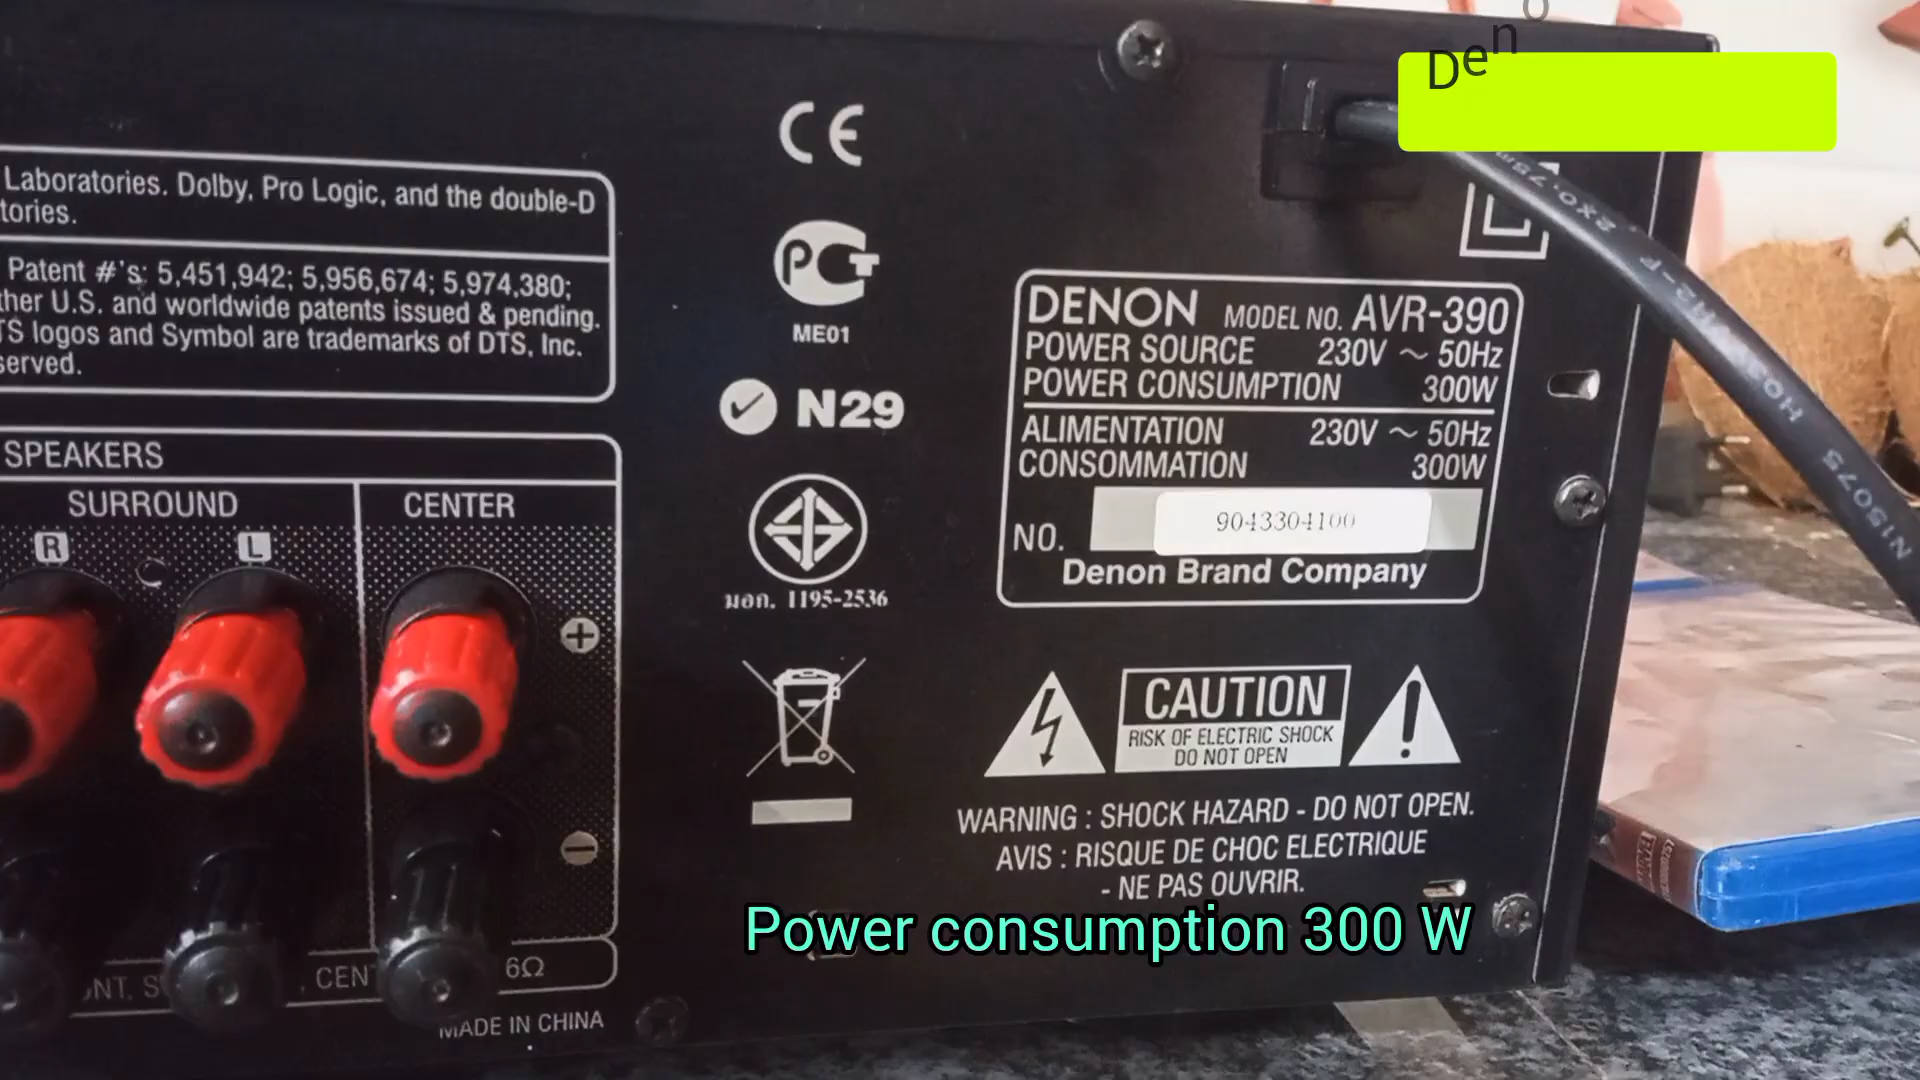 Deno
CE
Laboratories. Dolby, Pro Logic, and the double-D
tories.
Patent #'s: 5,451,942; 5,956,674; 5,974,380;
ther U.S. and worldwide patents issued & pending.
TS logos and Symbol are trademarks of DTS, Inc.
served.
SPEAKERS
SURROUND
CENTER
R
L
+
−
, CEN
6Ω
MADE IN CHINA
PCT
ME01
N29
มอก. 1195-2536
DENON MODEL NO. AVR-390
POWER SOURCE 230V ~ 50Hz
POWER CONSUMPTION 300W
ALIMENTATION 230V ~ 50Hz
CONSOMMATION 300W
NO. 9043304100
Denon Brand Company
CAUTION
RISK OF ELECTRIC SHOCK
DO NOT OPEN
WARNING : SHOCK HAZARD - DO NOT OPEN.
AVIS : RISQUE DE CHOC ELECTRIQUE
- NE PAS OUVRIR.
Power consumption 300 W